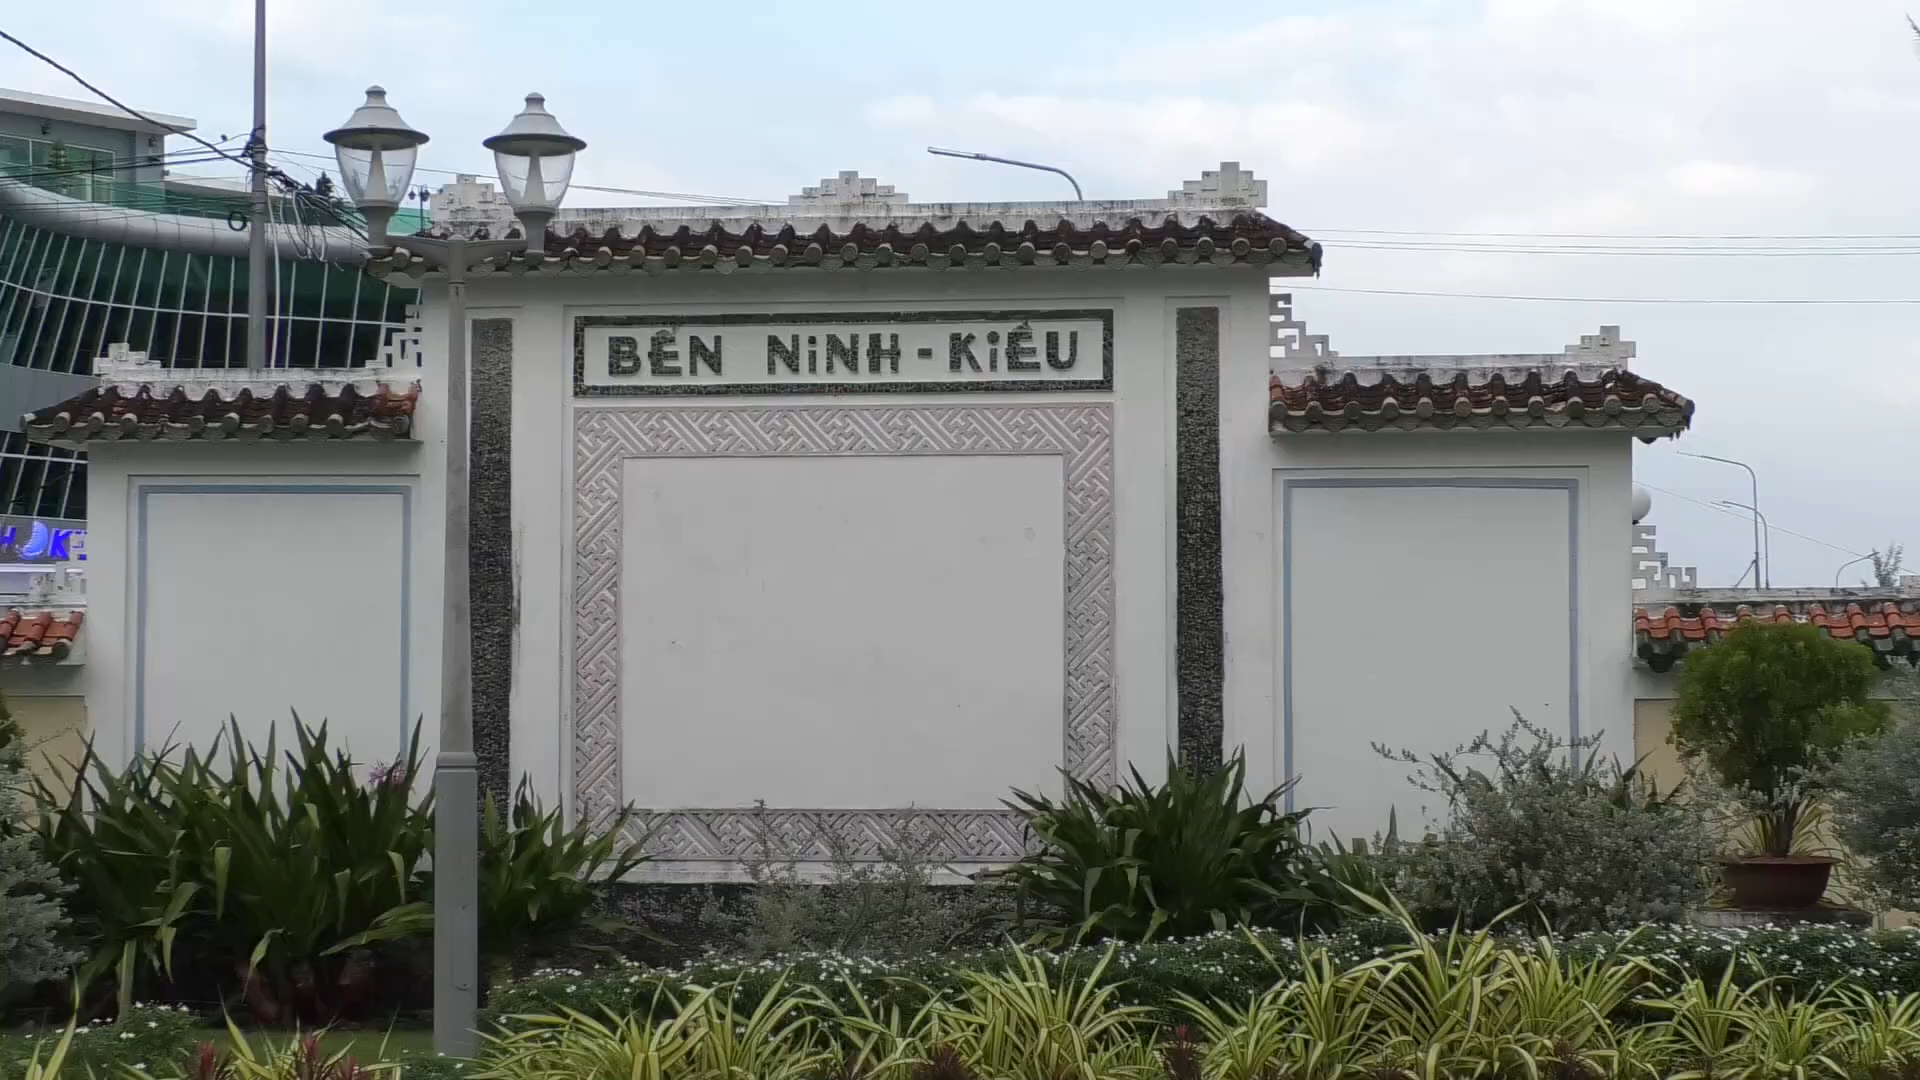 BẾN NiNH - KiỀU